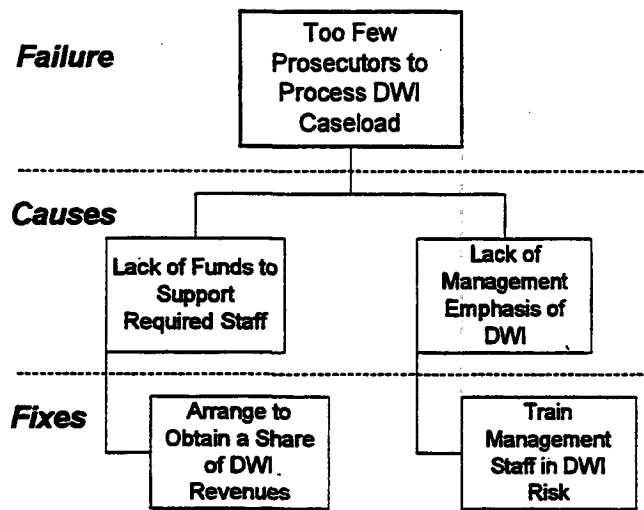 Failure
Too Few
Prosecutors to
Process DWI
Caseload
Causes
Lack of Funds to
Support
Required Staff
Lack of
Management
Emphasis of
DWI
Fixes
Arrange to
Obtain a Share
of DWI
Revenues
Train
Management
Staff in DWI
Risk